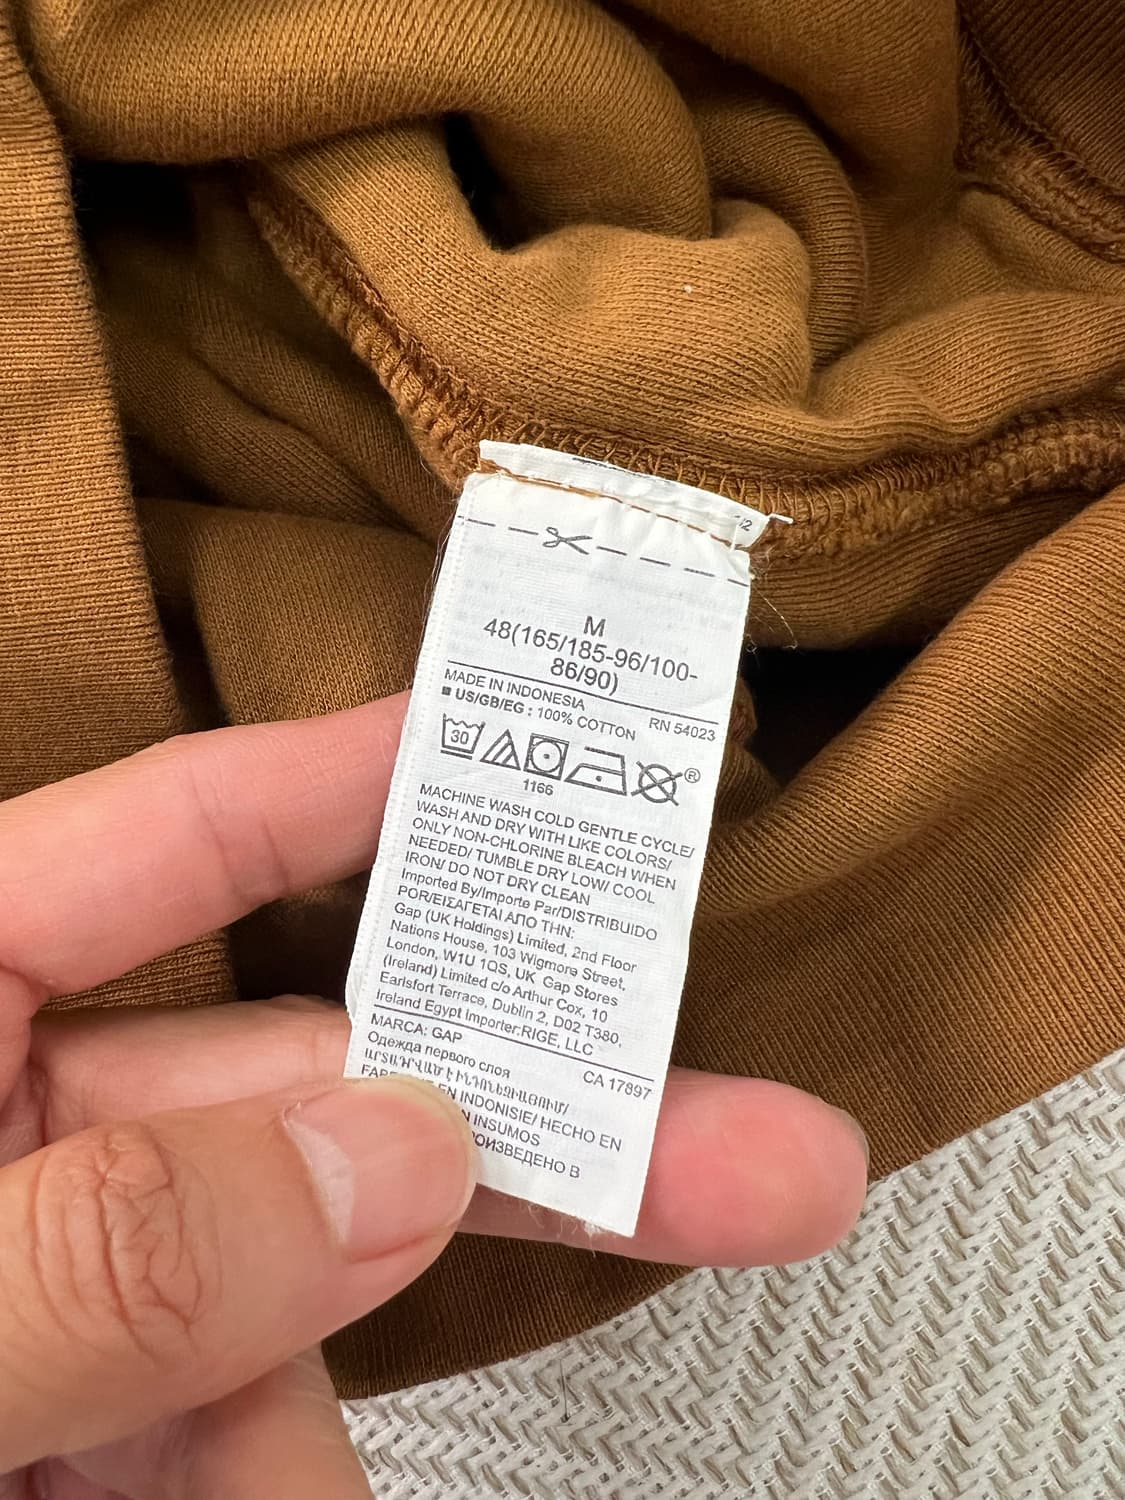 /2
M
48(165/185-96/100-
86/90)
MADE IN INDONESIA
RN 54023
■ US/GB/EG : 100% COTTON
30
®
1166
MACHINE WASH COLD GENTLE CYCLE/
WASH AND DRY WITH LIKE COLORS/
ONLY NON-CHLORINE BLEACH WHEN
NEEDED/ TUMBLE DRY LOW/ COOL
IRON/ DO NOT DRY CLEAN
Imported By/Importe Par/DISTRIBUIDO
POR/ΕΙΣΑΓΕΤΑΙ ΑΠΟ ΤΗΝ:
Gap (UK Holdings) Limited, 2nd Floor
Nations House, 103 Wigmore Street,
London, W1U 1QS, UK Gap Stores
(Ireland) Limited c/o Arthur Cox, 10
Earlsfort Terrace, Dublin 2, D02 T380,
Ireland Egypt Importer:RIGE, LLC
MARCA: GAP
CA 17897
Одежда первого слоя
EN INDONISIE/ HECHO EN
INSUMOS
В